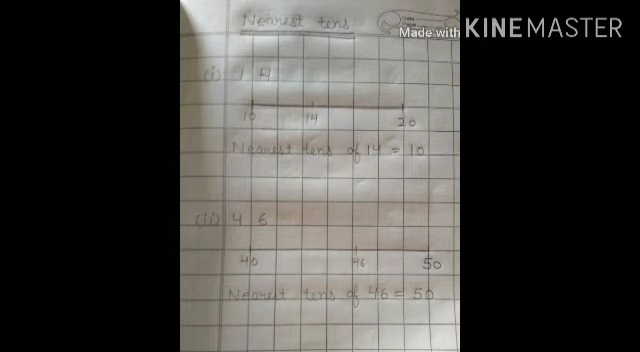 Nearest tens
Made with KINEMASTER
(i) 1 4
10 14 20
Nearest tens of 14 = 10
(ii) 4 6
40 46 50
Nearest tens of 46 = 50